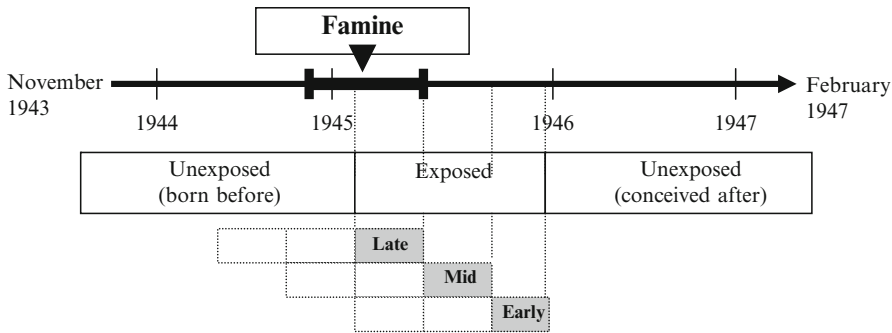 Famine
November
1943
February
1947
1944
1945
1946
1947
Unexposed
(born before)
Exposed
Unexposed
(conceived after)
Late
Mid
Early